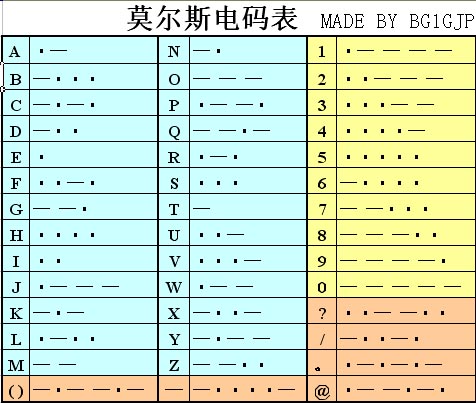 莫尔斯电码表 MADE BY BG1GJP
A ·— N —· 1 ·————
B —··· O ——— 2 ··———
C —·—· P ·——· 3 ···——
D —·· Q ——·— 4 ····—
E · R ·—· 5 ·····
F ··—· S ··· 6 —····
G ——· T — 7 ——···
H ···· U ··— 8 ———··
I ·· V ···— 9 ————·
J ·——— W ·—— 0 —————
K —·— X —··— ? ··——··
L ·—·· Y —·—— / —··—·
M —— Z ——·· 。 ·—·—·—
() —·——·— — —····— @ ·——·—·